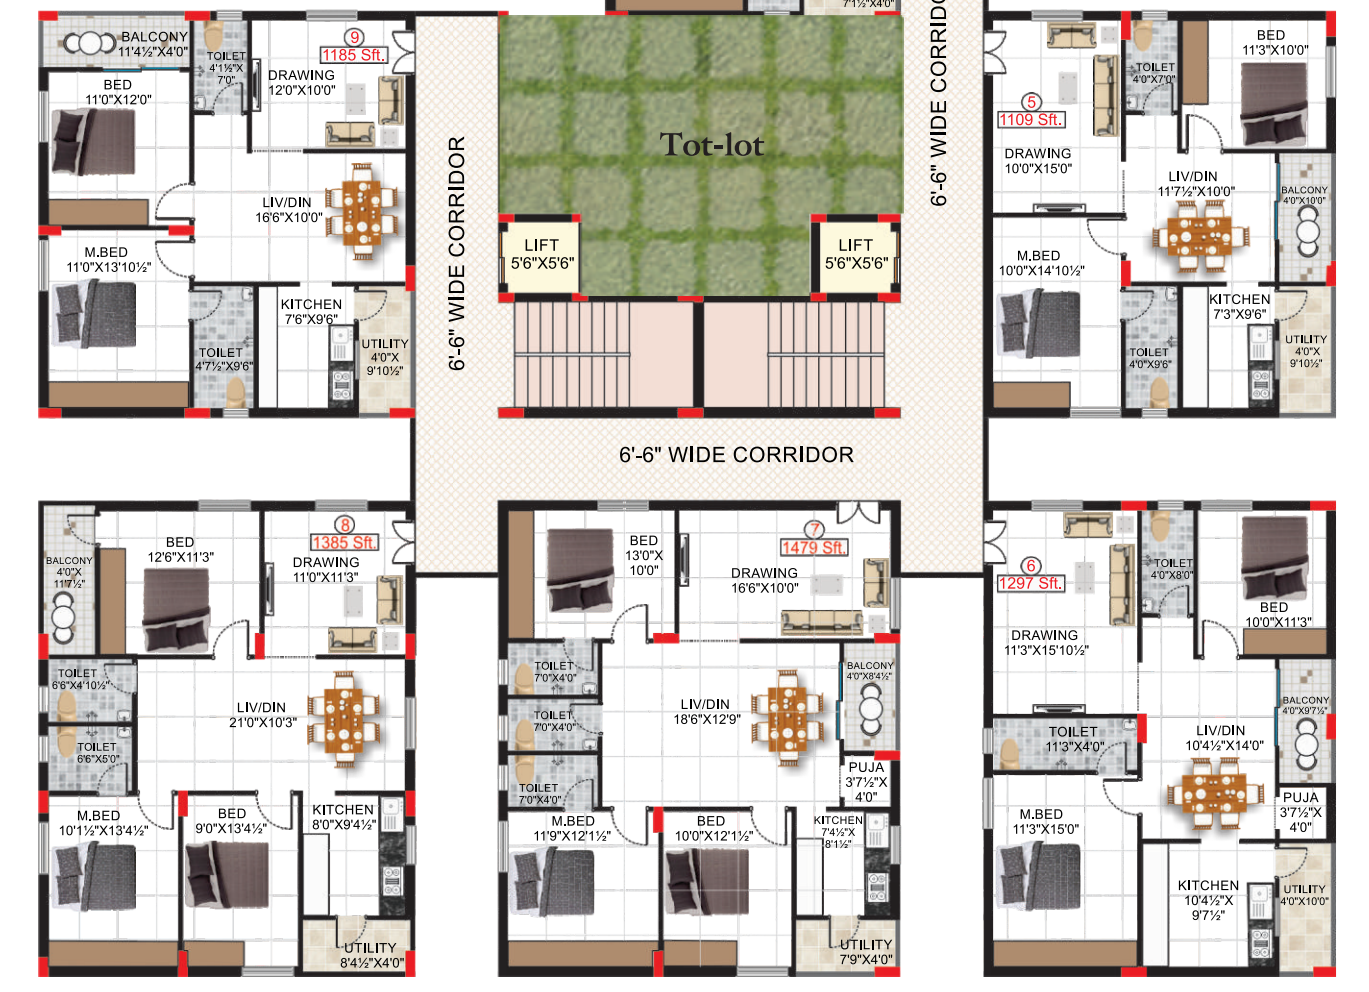 7'1½"X4'0"
BALCONY
11'4½"X4'0"
TOILET
4'1½"X
7'0"
9
1185 Sft.
DRAWING
12'0"X10'0"
BED
11'0"X12'0"
LIV/DIN
16'6"X10'0"
M.BED
11'0"X13'10½"
TOILET
4'7½"X9'6"
KITCHEN
7'6"X9'6"
UTILITY
4'0"X
9'10½"
6'-6" WIDE CORRIDOR
Tot-lot
LIFT
5'6"X5'6"
LIFT
5'6"X5'6"
6'-6" WIDE CORRIDOR
6'-6" WIDE CORRIDOR
5
1109 Sft.
DRAWING
10'0"X15'0"
TOILET
4'0"X7'0"
BED
11'3"X10'0"
LIV/DIN
11'7½"X10'0"
BALCONY
4'0"X10'0"
M.BED
10'0"X14'10½"
TOILET
4'0"X9'6"
KITCHEN
7'3"X9'6"
UTILITY
4'0"X
9'10½"
8
1385 Sft.
DRAWING
11'0"X11'3"
BED
12'6"X11'3"
BALCONY
4'0"X
11'7½"
TOILET
6'6"X4'10½"
TOILET
6'6"X5'0"
LIV/DIN
21'0"X10'3"
M.BED
10'1½"X13'4½"
BED
9'0"X13'4½"
KITCHEN
8'0"X9'4½"
UTILITY
8'4½"X4'0"
BED
13'0"X
10'0"
7
1479 Sft.
DRAWING
16'6"X10'0"
TOILET
7'0"X4'0"
TOILET
7'0"X4'0"
TOILET
7'0"X4'0"
LIV/DIN
18'6"X12'9"
BALCONY
4'0"X8'4½"
PUJA
3'7½"X
4'0"
M.BED
11'9"X12'1½"
BED
10'0"X12'1½"
KITCHEN
7'4½"X
8'1½"
UTILITY
7'9"X4'0"
6
1297 Sft.
DRAWING
11'3"X15'10½"
TOILET
4'0"X8'0"
BED
10'0"X11'3"
TOILET
11'3"X4'0"
LIV/DIN
10'4½"X14'0"
BALCONY
4'0"X9'7½"
PUJA
3'7½"X
4'0"
M.BED
11'3"X15'0"
KITCHEN
10'4½"X
9'7½"
UTILITY
4'0"X10'0"